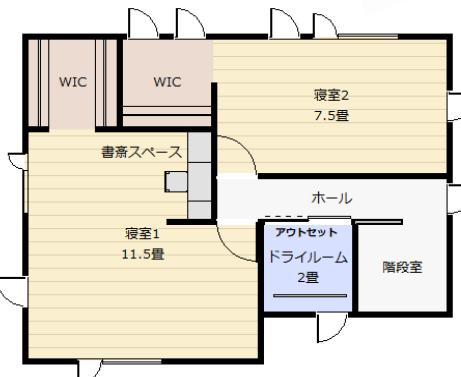 WIC
WIC
寝室2
7.5畳
書斎スペース
ホール
寝室1
11.5畳
アウトセット
ドライルーム
2畳
階段室